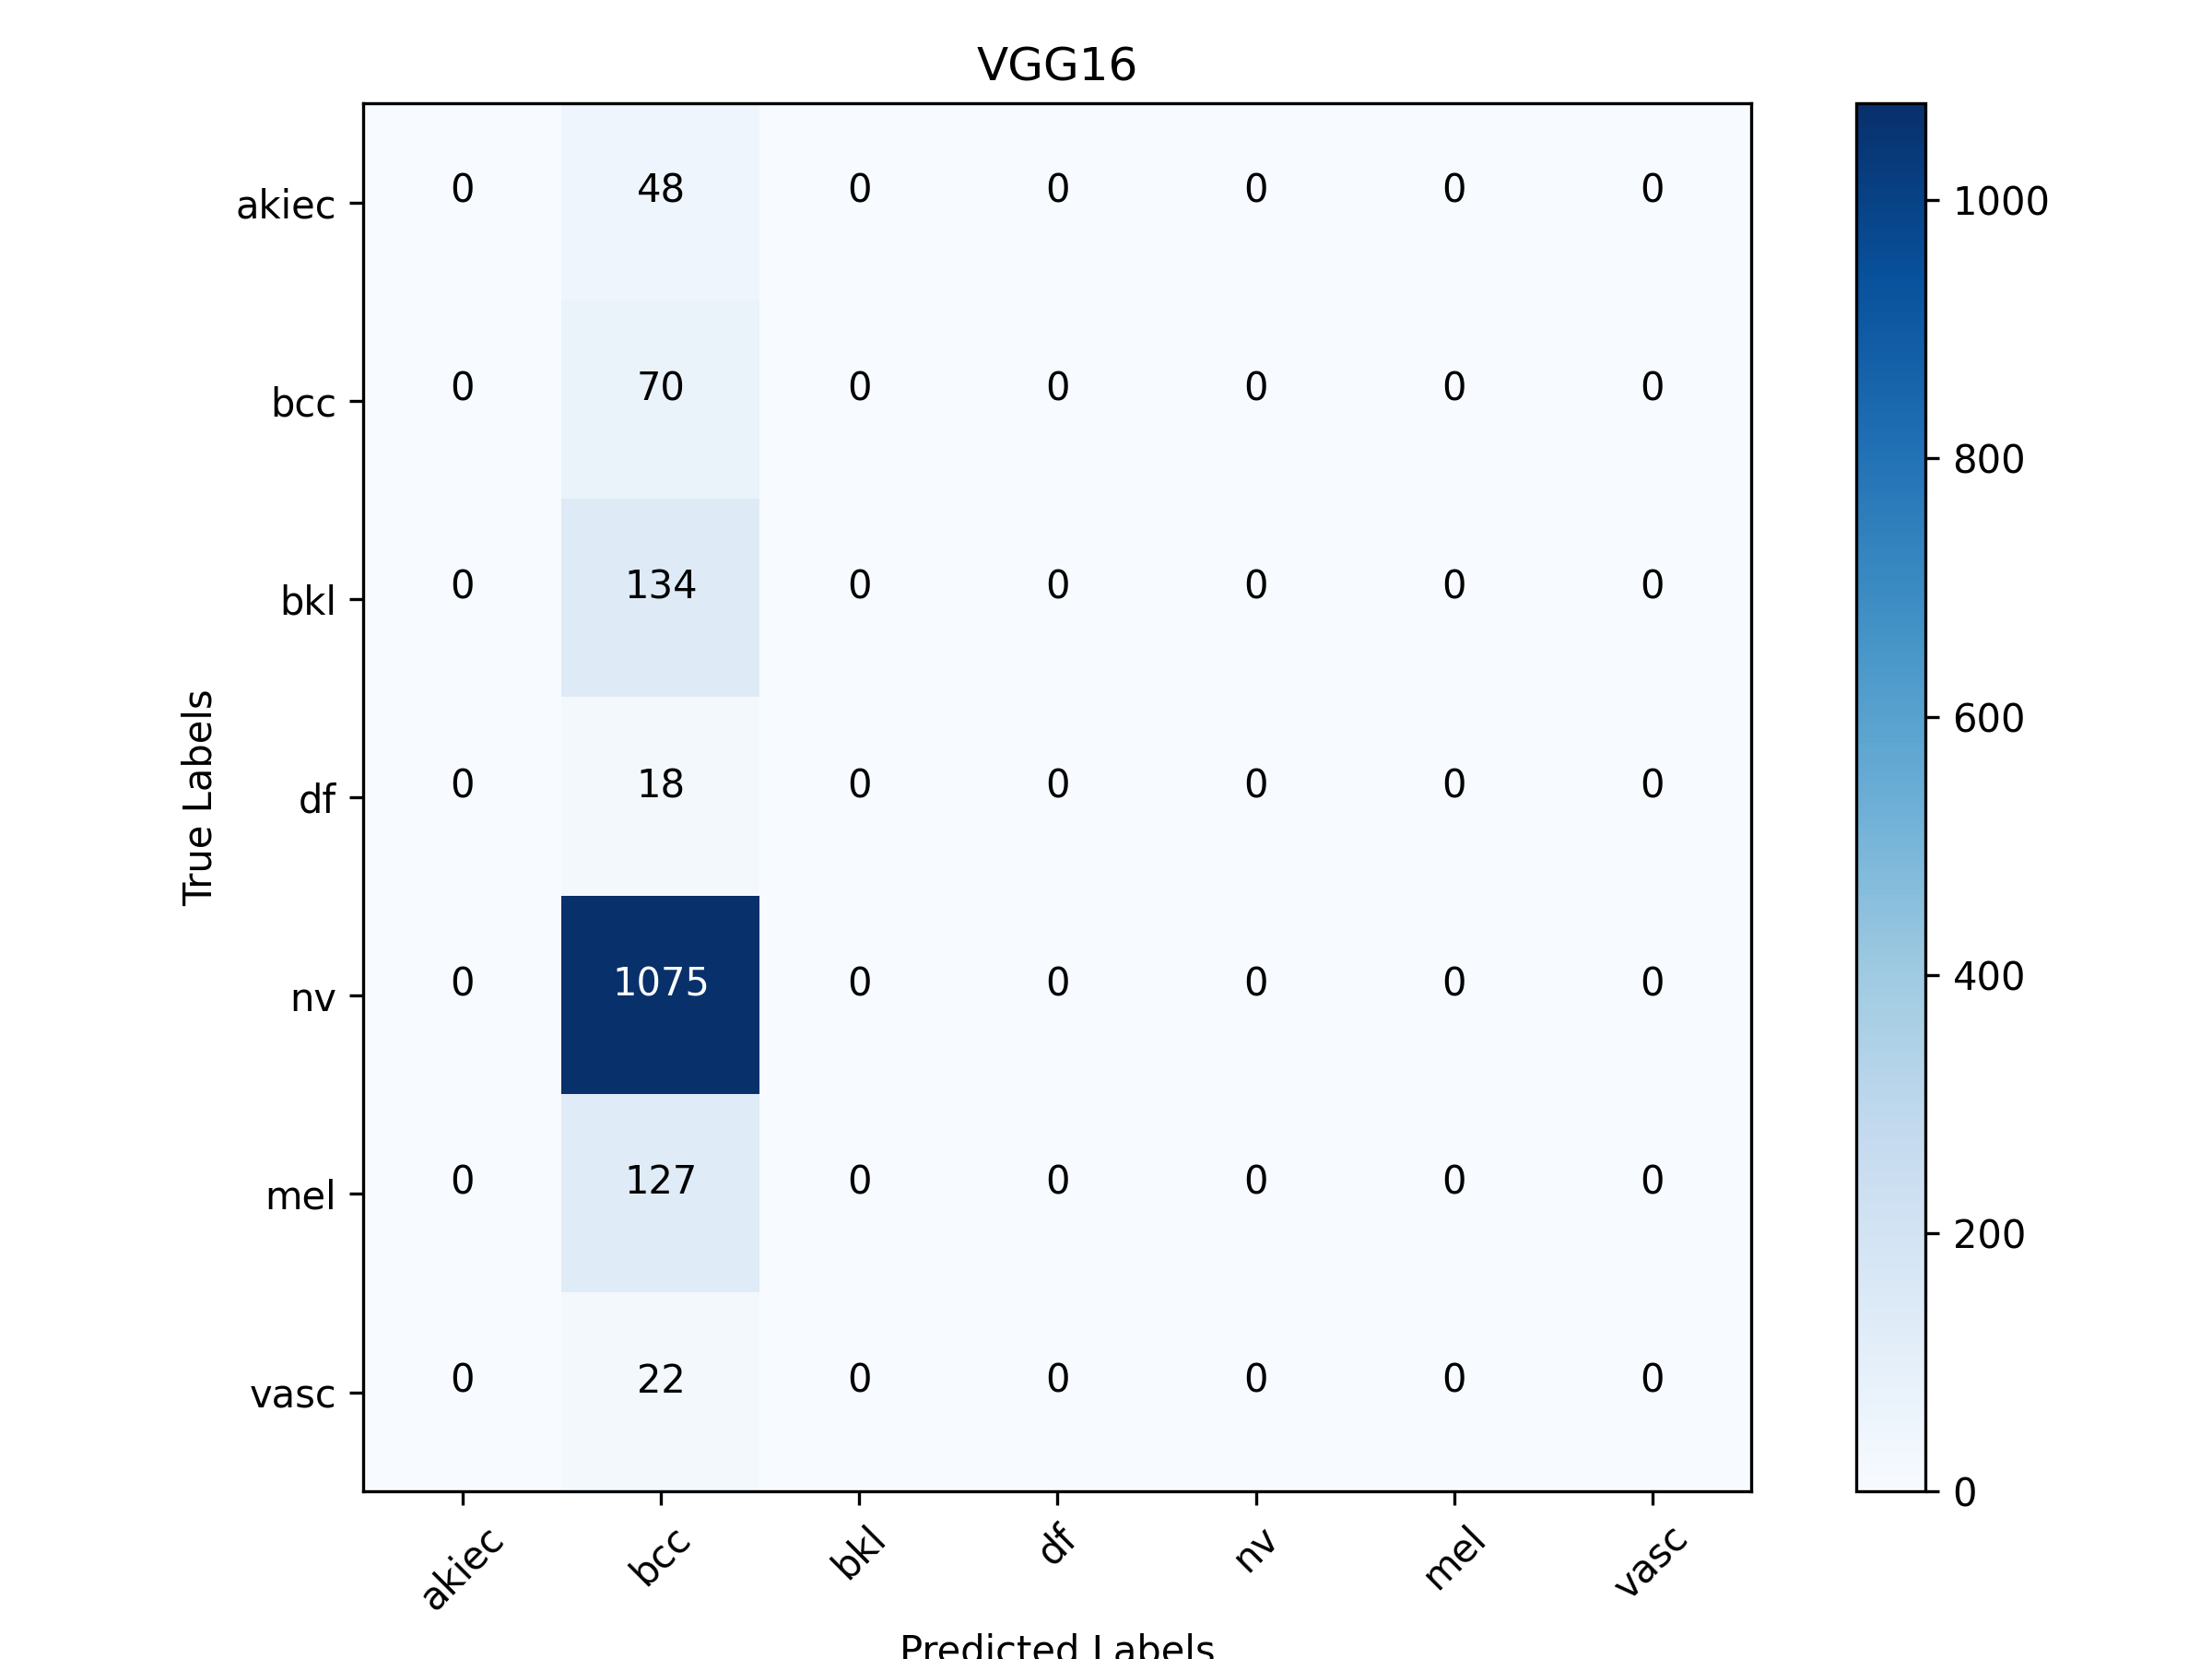 VGG16
akiec 0 48 0 0 0 0 0
bcc 0 70 0 0 0 0 0
bkl 0 134 0 0 0 0 0
df 0 18 0 0 0 0 0
nv 0 1075 0 0 0 0 0
mel 0 127 0 0 0 0 0
vasc 0 22 0 0 0 0 0
akiec bcc bkl df nv mel vasc
True Labels
Predicted Labels
1000
800
600
400
200
0